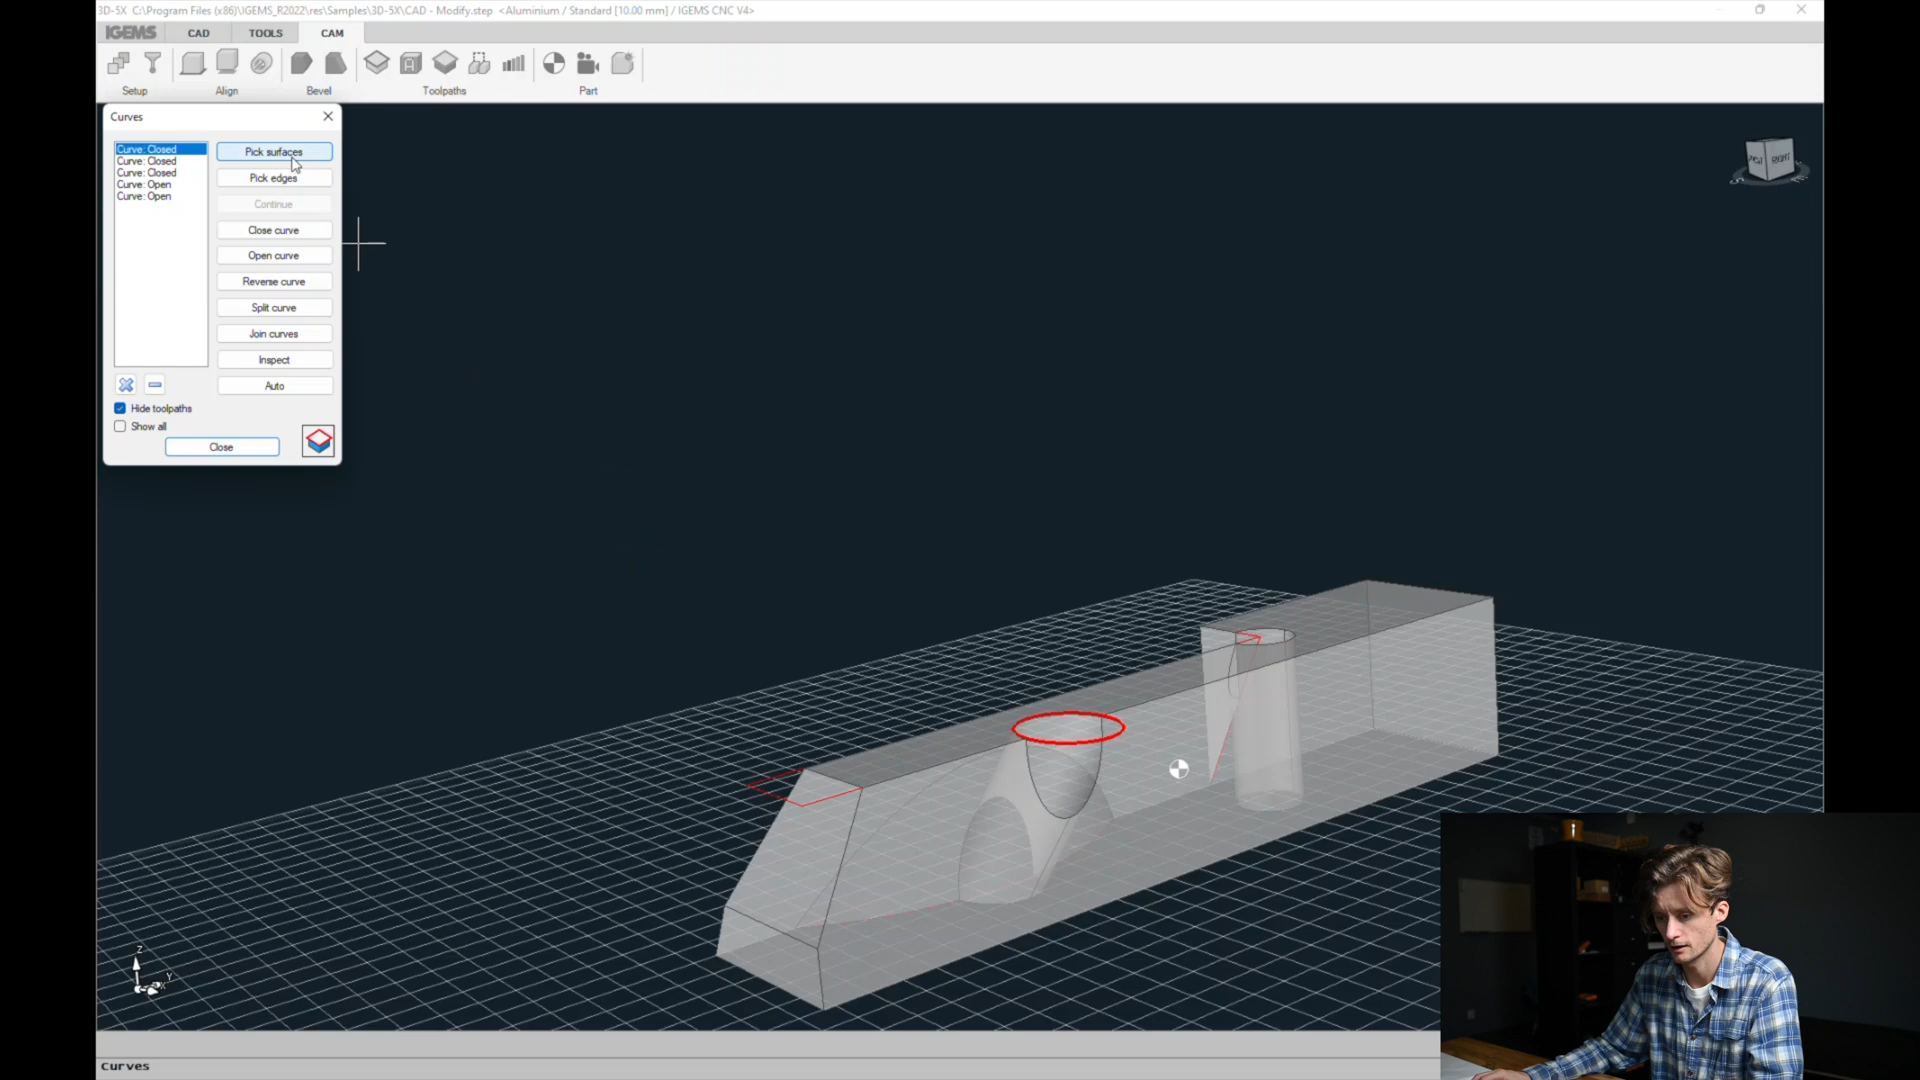 3D-5X C:\Program Files (x86)\IGEMS_R2022\res\Samples\3D-5X\CAD - Modify.step <Aluminium / Standard [10.00 mm] / IGEMS CNC V4>
IGEMS CAD TOOLS CAM
Setup Align Bevel Toolpaths Part
Curves
Curve: Closed
Curve: Closed
Curve: Closed
Curve: Open
Curve: Open
Pick surfaces
Pick edges
Continue
Close curve
Open curve
Reverse curve
Split curve
Join curves
Inspect
Auto
Hide toolpaths
Show all
Close
RIGHT
S
E
Z
Y
X
Curves